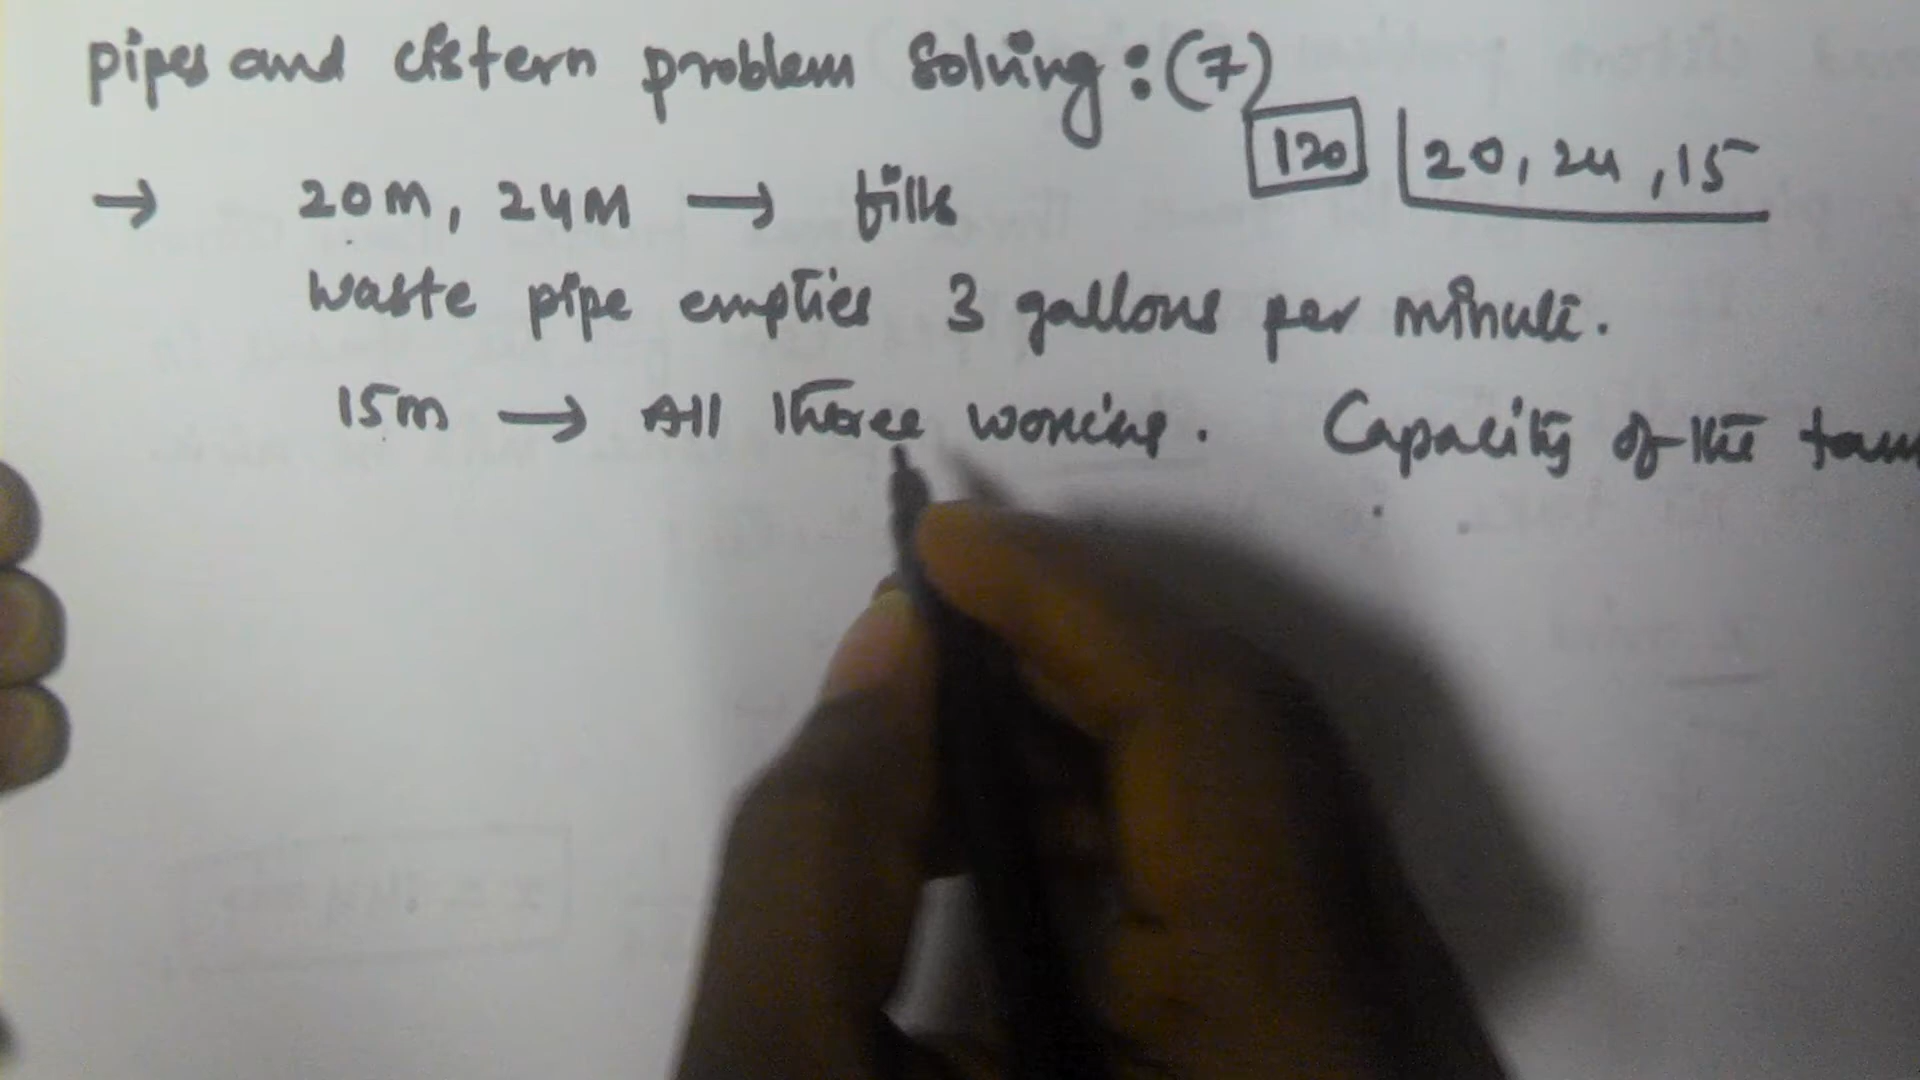 pipes and cistern problem solving : (7)
120 20, 24, 15
→ 20M, 24M → fills
waste pipe empties 3 gallons per minute.
15m → All three working. Capacity of the tan